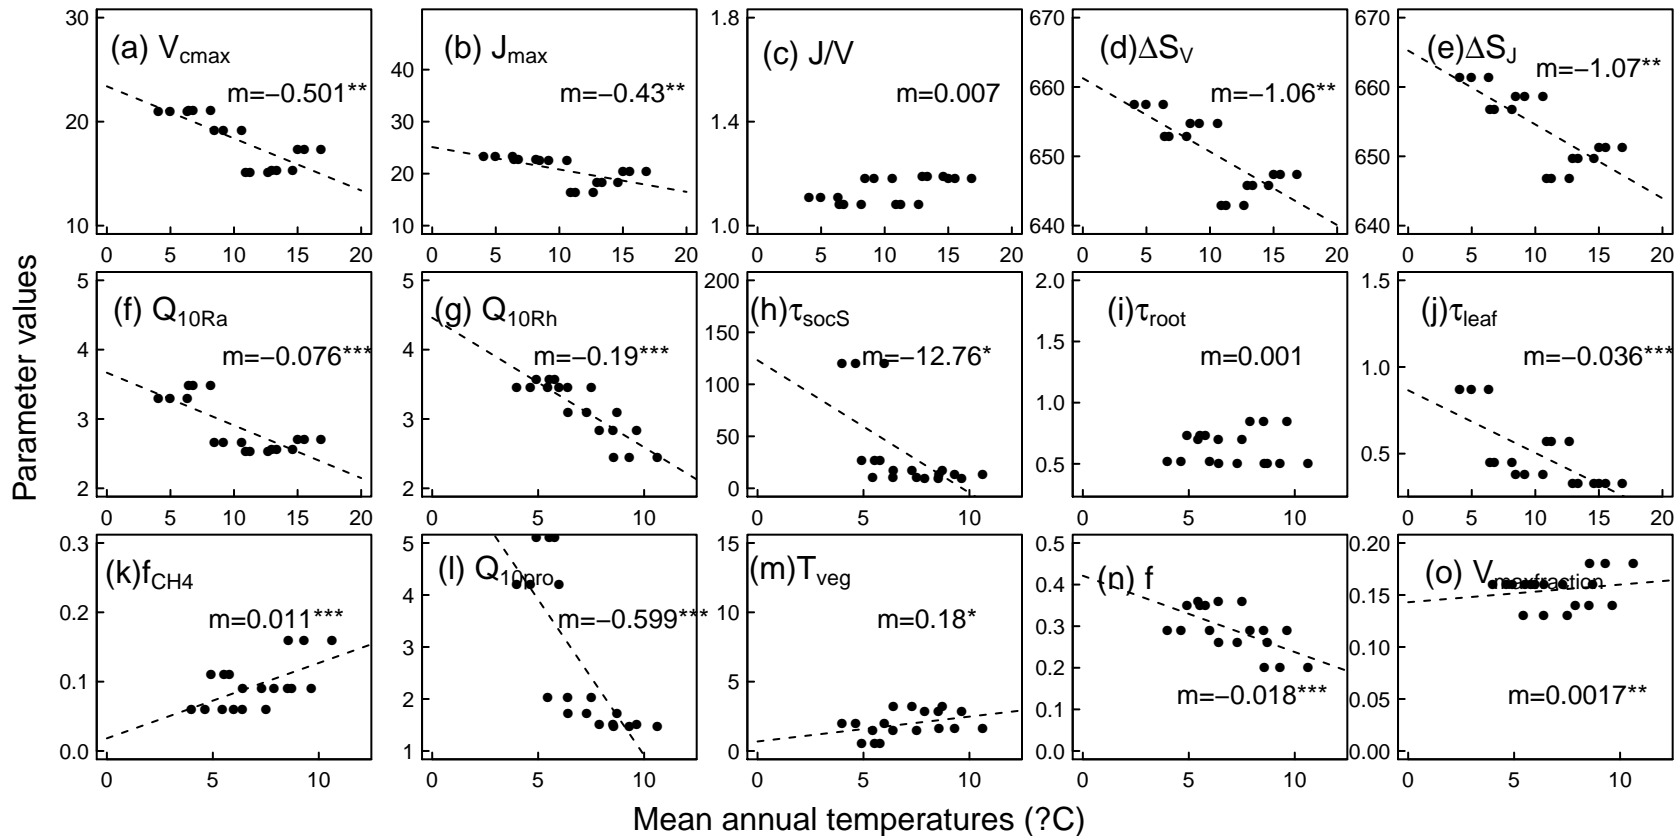 (a) Vcmax
m=−0.501**
30
20
10
0 5 10 15 20
(b) Jmax
m=−0.43**
40
30
20
10
0 5 10 15 20
(c) J/V
m=0.007
1.8
1.4
1.0
0 5 10 15 20
(d)ΔSV
m=−1.06**
670
660
650
640
0 5 10 15 20
(e)ΔSJ
m=−1.07**
670
660
650
640
0 5 10 15 20
(f) Q10Ra
m=−0.076***
5
4
3
2
0 5 10 15 20
(g) Q10Rh
m=−0.19***
5
4
3
2
0 5 10
(h)τsocS
m=−12.76*
200
150
100
50
0
0 5 10
(i)τroot
m=0.001
2.0
1.5
1.0
0.5
0 5 10
(j)τleaf
m=−0.036***
1.5
1.0
0.5
0 5 10 15 20
(k)fCH4
m=0.011***
0.3
0.2
0.1
0.0
0 5 10
(l) Q10pro
m=−0.599***
5
4
3
2
1
0 5 10
(m)Tveg
m=0.18*
15
10
5
0
0 5 10
(n) f
m=−0.018***
0.5
0.4
0.3
0.2
0.1
0.0
0 5 10
(o) Vmaxfraction
m=0.0017**
0.20
0.15
0.10
0.05
0.00
0 5 10
Parameter values
Mean annual temperatures (?C)